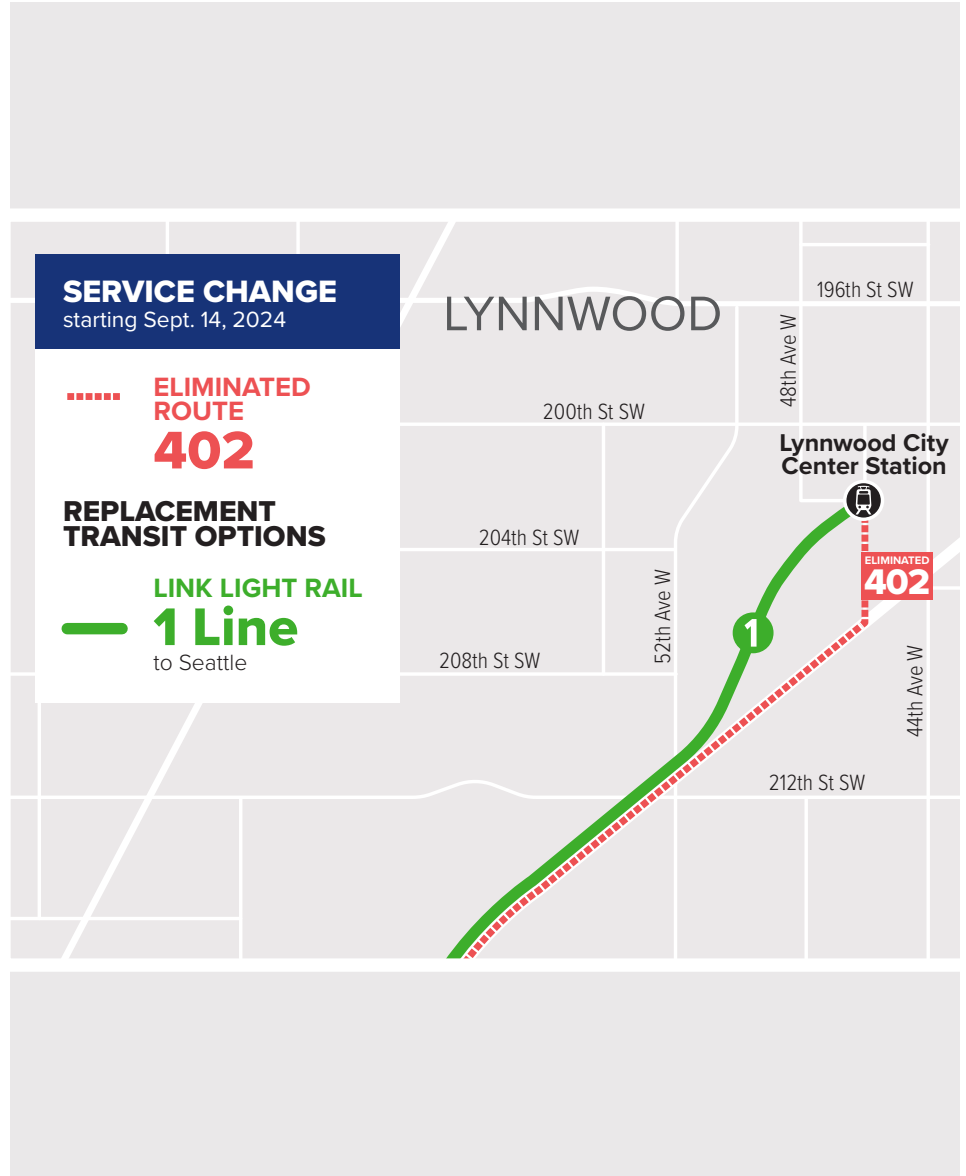 SERVICE CHANGE
starting Sept. 14, 2024
ELIMINATED
ROUTE
402
REPLACEMENT
TRANSIT OPTIONS
LINK LIGHT RAIL
1 Line
to Seattle
LYNNWOOD
196th St SW
48th Ave W
200th St SW
Lynnwood City
Center Station
204th St SW
ELIMINATED
402
52th Ave W
1
208th St SW
44th Ave W
212th St SW